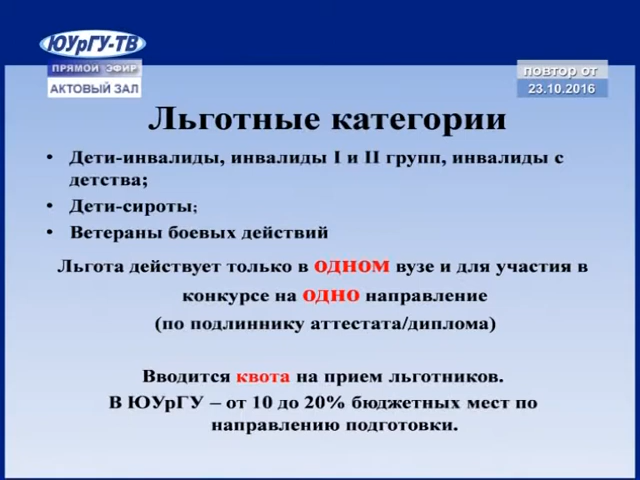 ЮУрГУ-ТВ
ПРЯМОЙ ЭФИР
АКТОВЫЙ ЗАЛ
повтор от
23.10.2016
Льготные категории
• Дети-инвалиды, инвалиды I и II групп, инвалиды с
детства;
• Дети-сироты;
• Ветераны боевых действий
Льгота действует только в одном вузе и для участия в
конкурсе на одно направление
(по подлиннику аттестата/диплома)
Вводится квота на прием льготников.
В ЮУрГУ – от 10 до 20% бюджетных мест по
направлению подготовки.